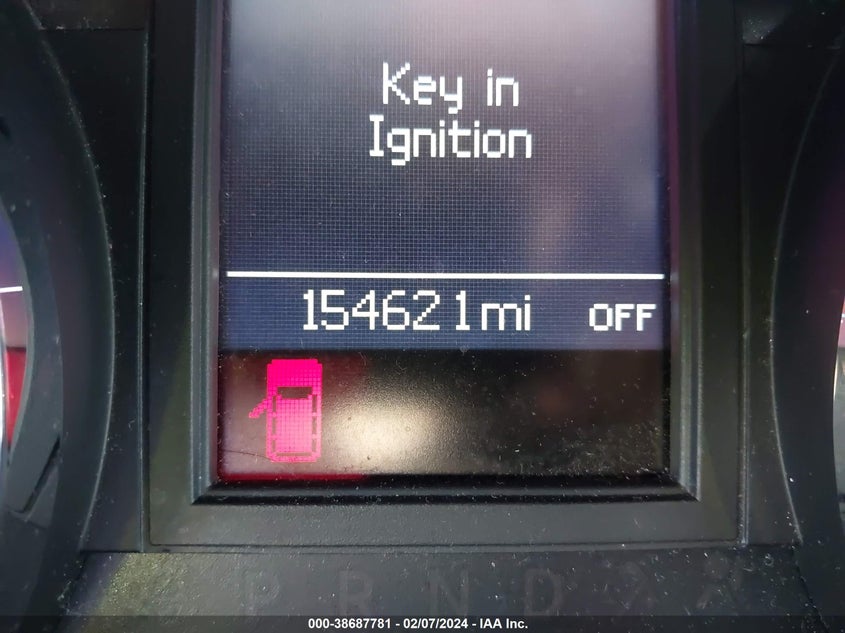 Key in
Ignition
154621mi OFF
P R N D
000-38687781 - 02/07/2024 - IAA Inc.